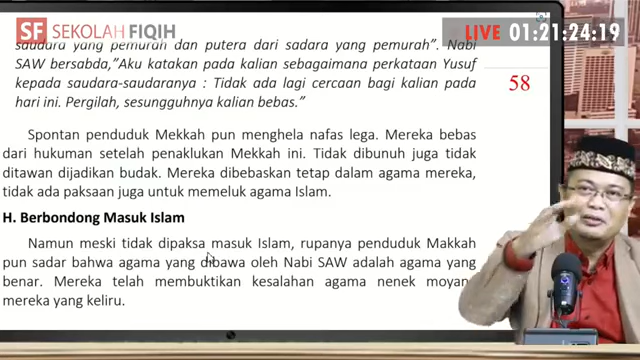 SF SEKOLAH FIQIH
LIVE 01:21:24:19
saudara yang pemurah dan putera dari sadara yang pemurah”. Nabi
SAW bersabda,”Aku katakan pada kalian sebagaimana perkataan Yusuf
kepada saudara-saudaranya : Tidak ada lagi cercaan bagi kalian pada
hari ini. Pergilah, sesungguhnya kalian bebas.”
58
Spontan penduduk Mekkah pun menghela nafas lega. Mereka bebas
dari hukuman setelah penaklukan Mekkah ini. Tidak dibunuh juga tidak
ditawan dijadikan budak. Mereka dibebaskan tetap dalam agama mereka,
tidak ada paksaan juga untuk memeluk agama Islam.
H. Berbondong Masuk Islam
Namun meski tidak dipaksa masuk Islam, rupanya penduduk Makkah
pun sadar bahwa agama yang dibawa oleh Nabi SAW adalah agama yang
benar. Mereka telah membuktikan kesalahan agama nenek moyan
mereka yang keliru.